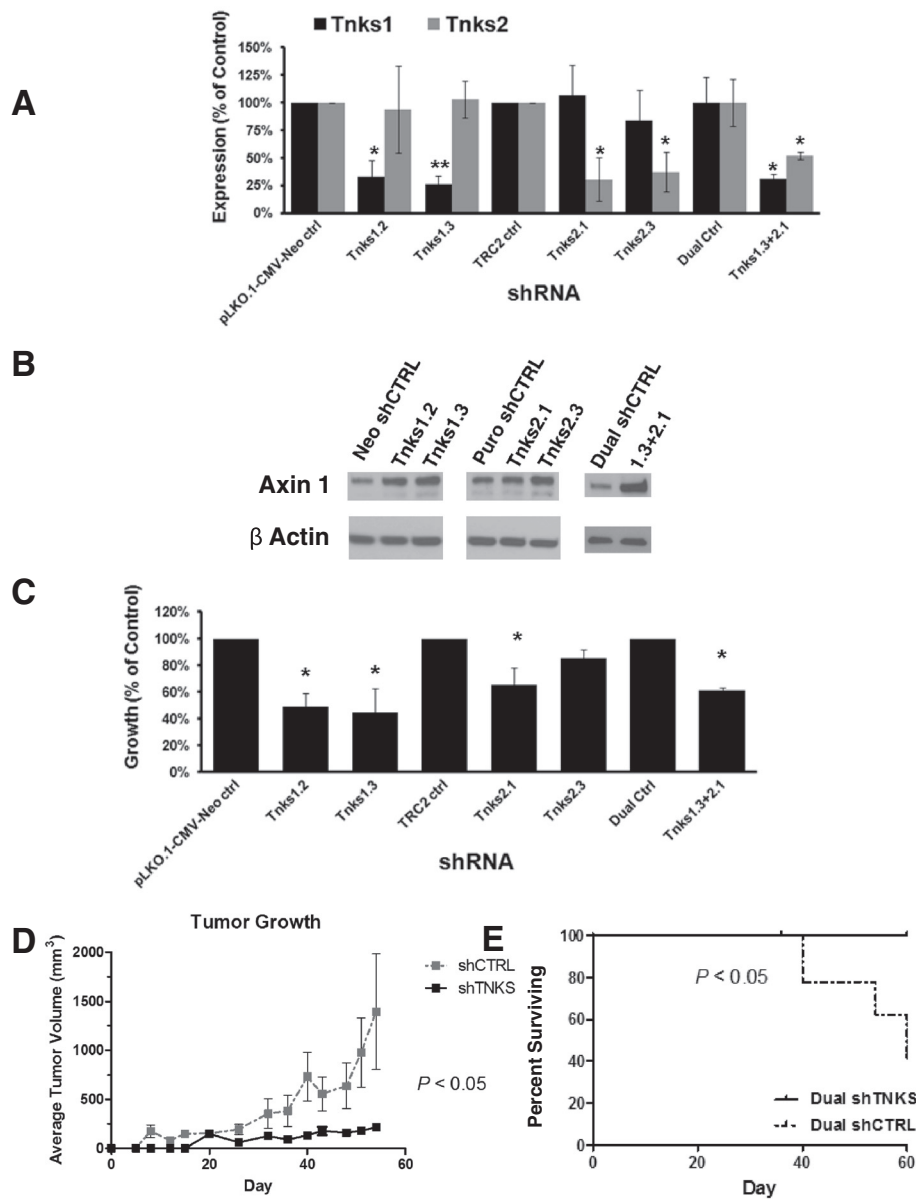 A
■ Tnks1 ■ Tnks2
Expression (% of Control)
150%
125%
100%
75%
50%
25%
0%
* ** * * * *
pLKO.1-CMV-Neo ctrl
Tnks1.2
Tnks1.3
TRC2 ctrl
Tnks2.1
Tnks2.3
Dual Ctrl
Tnks1.3+2.1
shRNA
B
Neo shCTRL
Tnks1.2
Tnks1.3
Puro shCTRL
Tnks2.1
Tnks2.3
Dual shCTRL
1.3+2.1
Axin 1
β Actin
C
Growth (% of Control)
120%
100%
80%
60%
40%
20%
0%
* * * *
pLKO.1-CMV-Neo ctrl
Tnks1.2
Tnks1.3
TRC2 ctrl
Tnks2.1
Tnks2.3
Dual Ctrl
Tnks1.3+2.1
shRNA
D
Tumor Growth
Average Tumor Volume (mm³)
2000
1500
1000
500
0
0 20 40 60
Day
shCTRL
shTNKS
P < 0.05
E
Percent Surviving
100
80
60
40
20
0
0 20 40 60
Day
P < 0.05
Dual shTNKS
Dual shCTRL